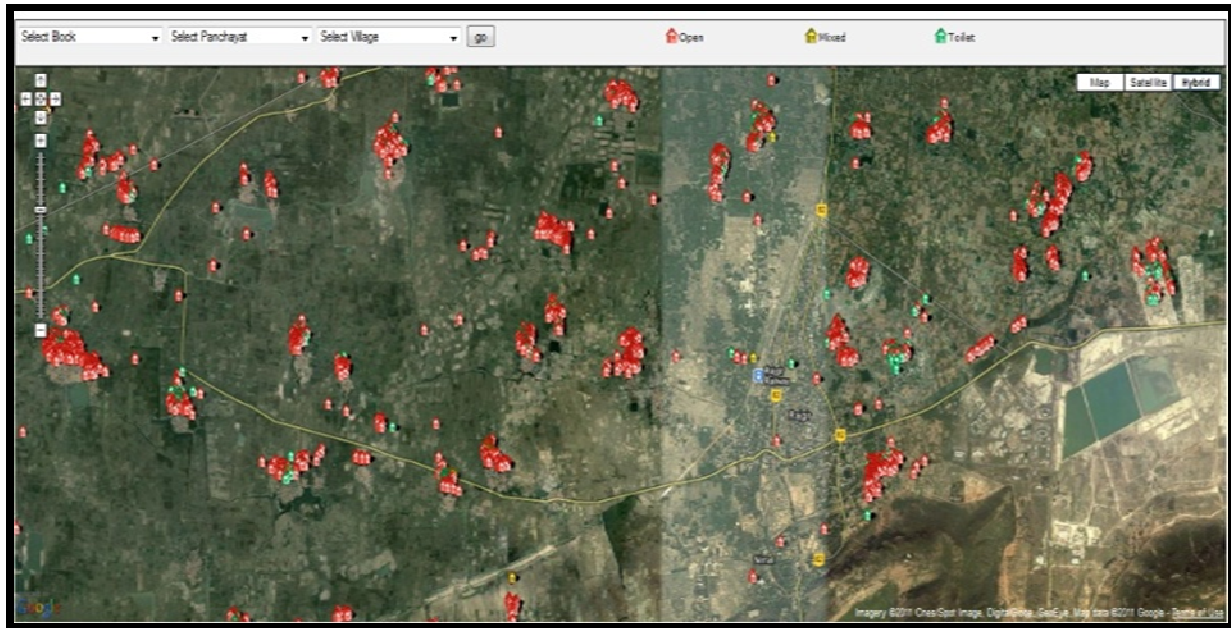 Select Block Select Panchayat Select Village go Open Mixed Toilet
Map Satellite Hybrid
Google
Imagery ©2011 Cnes/Spot Image, DigitalGlobe, GeoEye, Map data ©2011 Google - Terms of Use